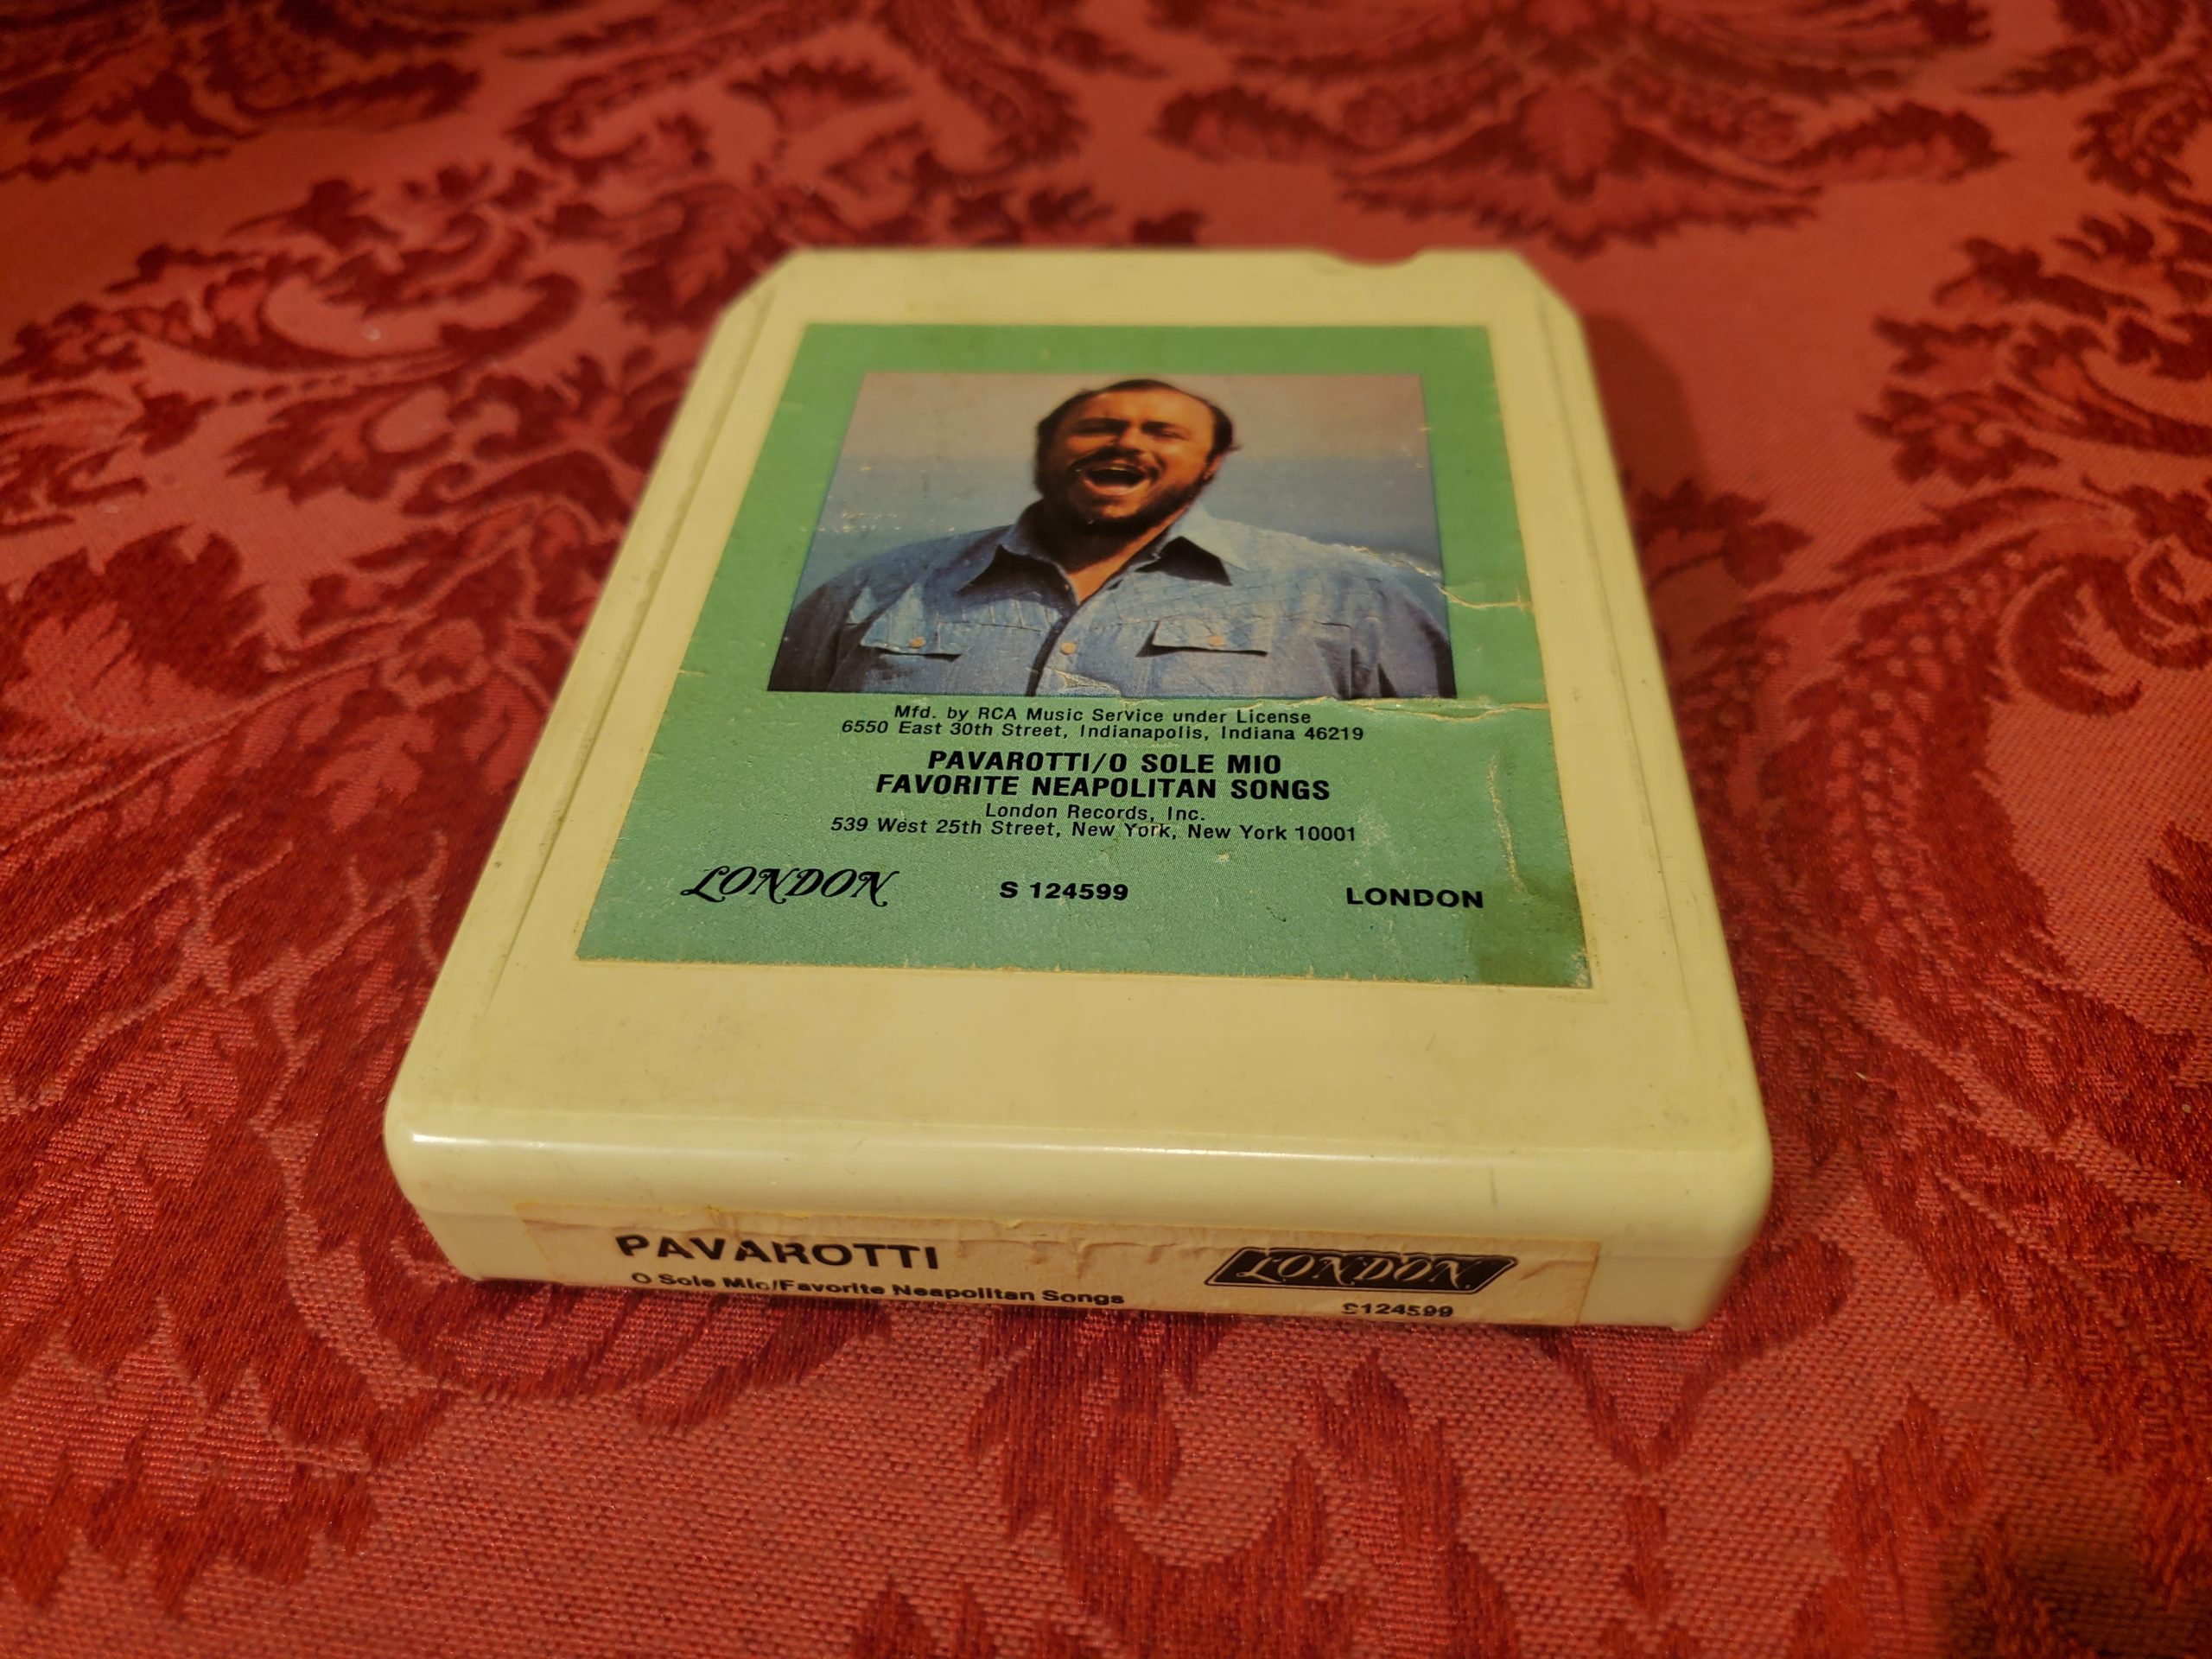 Mfd. by RCA Music Service under License
6550 East 30th Street, Indianapolis, Indiana 46219
PAVAROTTI/O SOLE MIO
FAVORITE NEAPOLITAN SONGS
London Records, Inc.
539 West 25th Street, New York, New York 10001
LONDON S 124599 LONDON
PAVAROTTI LONDON
O Sole Mio/Favorite Neapolitan Songs S124599